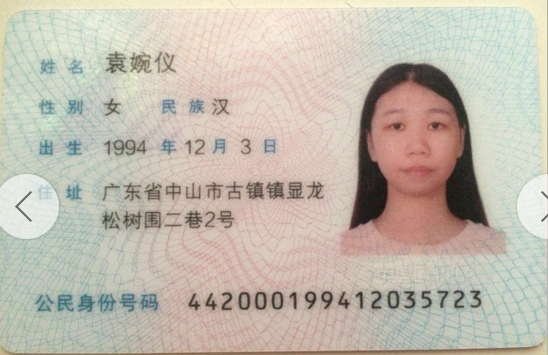 姓名 袁婉仪
性别 女 民族 汉
出生 1994 年 12 月 3 日
住址 广东省中山市古镇镇显龙
松树围二巷2号
公民身份号码 442000199412035723